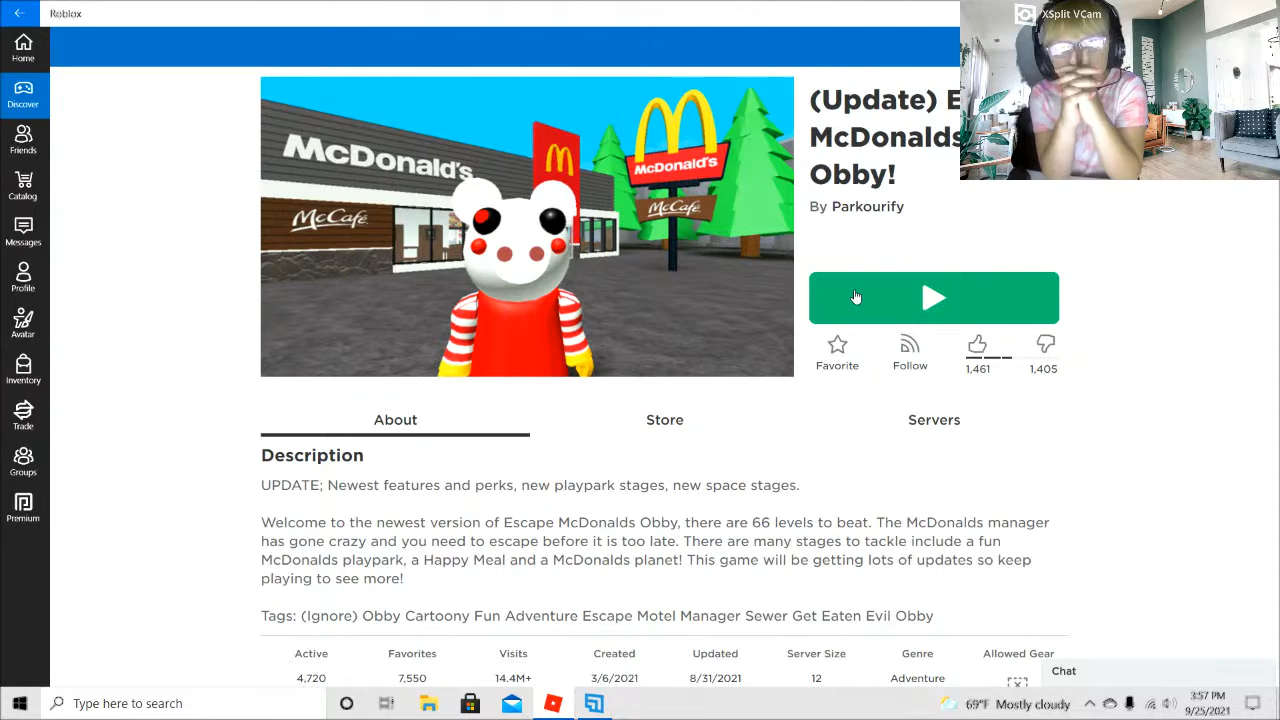 Roblox
XSplit VCam
Home
Discover
Friends
Catalog
Messages
Profile
Avatar
Inventory
Trade
Groups
Premium
McDonald's
McCafé
McDonald's
McCafé
(Update) E
McDonalds
Obby!
By Parkourify
Favorite
Follow
1,461
1,405
About
Store
Servers
Description
UPDATE; Newest features and perks, new playpark stages, new space stages.
Welcome to the newest version of Escape McDonalds Obby, there are 66 levels to beat. The McDonalds manager
has gone crazy and you need to escape before it is too late. There are many stages to tackle include a fun
McDonalds playpark, a Happy Meal and a McDonalds planet! This game will be getting lots of updates so keep
playing to see more!
Tags: (Ignore) Obby Cartoony Fun Adventure Escape Motel Manager Sewer Get Eaten Evil Obby
Active Favorites Visits Created Updated Server Size Genre Allowed Gear
4,720 7,550 14.4M+ 3/6/2021 8/31/2021 12 Adventure
Chat
Type here to search
69°F Mostly cloudy
3:57 PM
9/25/2021